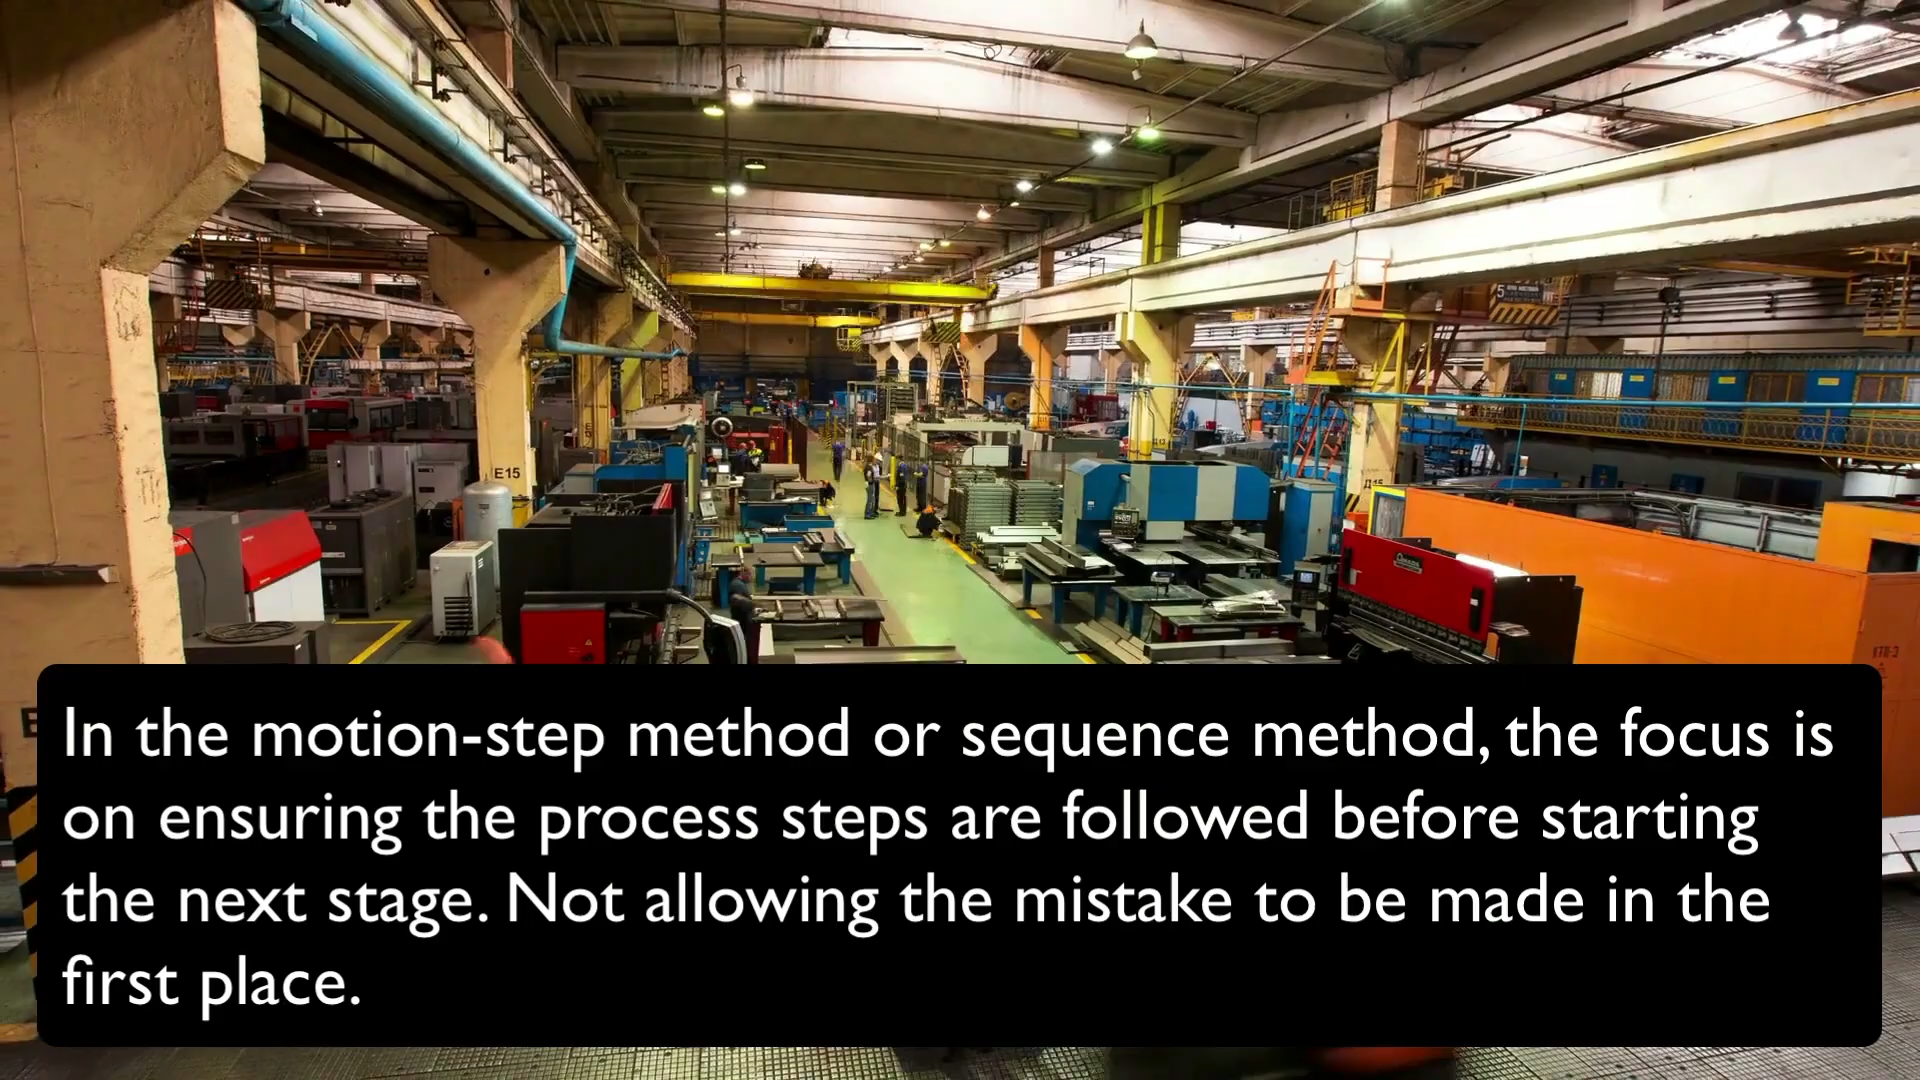 E15
In the motion-step method or sequence method, the focus is
on ensuring the process steps are followed before starting
the next stage. Not allowing the mistake to be made in the
first place.